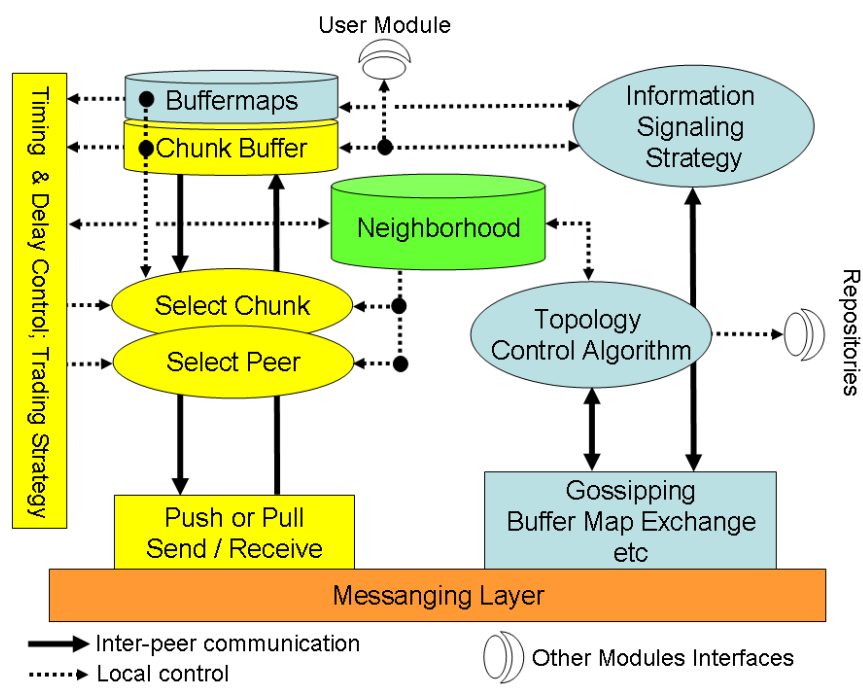 User Module
Timing & Delay Control; Trading Strategy
Buffermaps
Chunk Buffer
Information
Signaling
Strategy
Neighborhood
Select Chunk
Select Peer
Topology
Control Algorithm
Repositories
Push or Pull
Send / Receive
Gossipping
Buffer Map Exchange
etc
Messanging Layer
Inter-peer communication
Local control
Other Modules Interfaces